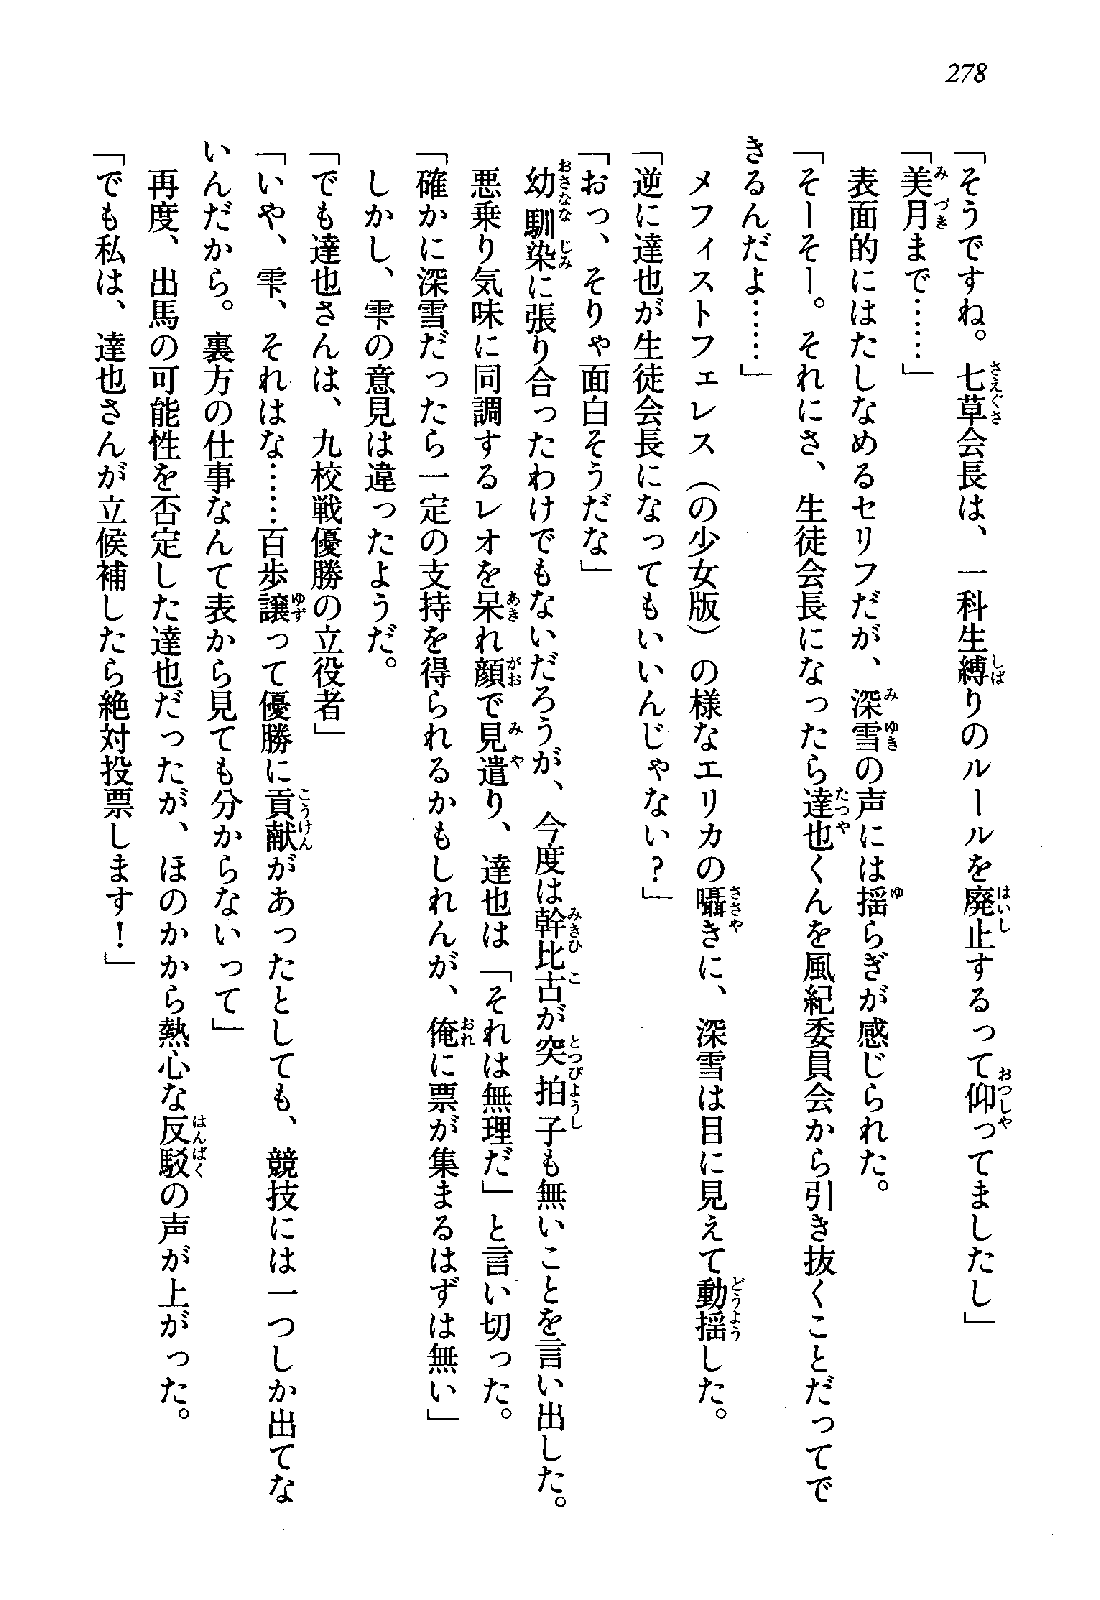 278
「そうですね。七草会長は、一科生縛りのルールを廃止するって仰ってましたし」
「美月まで……」
　表面的にはたしなめるセリフだが、深雪の声には揺らぎが感じられた。
「そーそー。それにさ、生徒会長になったら達也くんを風紀委員会から引き抜くことだってで
きるんだよ……」
　メフィストフェレス（の少女版）の様なエリカの囁きに、深雪は目に見えて動揺した。
「逆に達也が生徒会長になってもいいんじゃない？」
「おっ、そりゃ面白そうだな」
　幼馴染に張り合ったわけでもないだろうが、今度は幹比古が突拍子も無いことを言い出した。
　悪乗り気味に同調するレオを呆れ顔で見遣り、達也は「それは無理だ」と言い切った。
「確かに深雪だったら一定の支持を得られるかもしれんが、俺に票が集まるはずは無い」
　しかし、雫の意見は違ったようだ。
「でも達也さんは、九校戦優勝の立役者」
「いや、雫、それはな……百歩譲って優勝に貢献があったとしても、競技には一つしか出てな
いんだから。裏方の仕事なんて表から見ても分からないって」
　再度、出馬の可能性を否定した達也だったが、ほのかから熱心な反駁の声が上がった。
「でも私は、達也さんが立候補したら絶対投票します！」